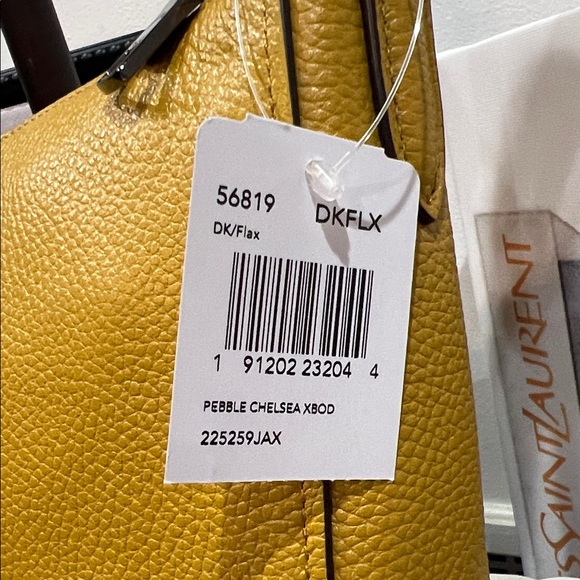 56819 DKFLX
DK/Flax
1 91202 23204 4
PEBBLE CHELSEA XBOD
225259JAX
SAINT LAURENT